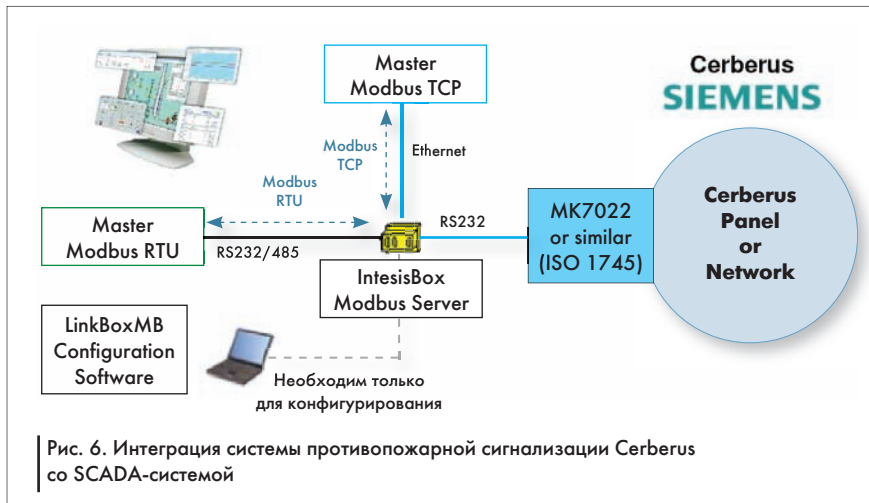 Master
Modbus TCP
Cerberus
SIEMENS
Modbus
TCP
Ethernet
Modbus
RTU
Master
Modbus RTU
RS232/485
RS232
MK7022
or similar
(ISO 1745)
Cerberus
Panel
or
Network
IntesisBox
Modbus Server
LinkBoxMB
Configuration
Software
Необходим только
для конфигурирования
Рис. 6. Интеграция системы противопожарной сигнализации Cerberus
со SCADA-системой